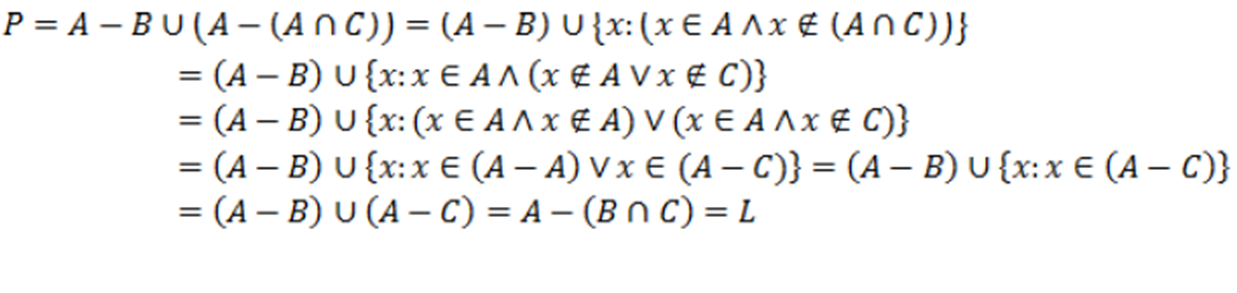 P = A − B ∪ (A − (A ∩ C)) = (A − B) ∪ {x: (x ∈ A ∧ x ∉ (A ∩ C))}
= (A − B) ∪ {x: x ∈ A ∧ (x ∉ A ∨ x ∉ C)}
= (A − B) ∪ {x: (x ∈ A ∧ x ∉ A) ∨ (x ∈ A ∧ x ∉ C)}
= (A − B) ∪ {x: x ∈ (A − A) ∨ x ∈ (A − C)} = (A − B) ∪ {x: x ∈ (A − C)}
= (A − B) ∪ (A − C) = A − (B ∩ C) = L